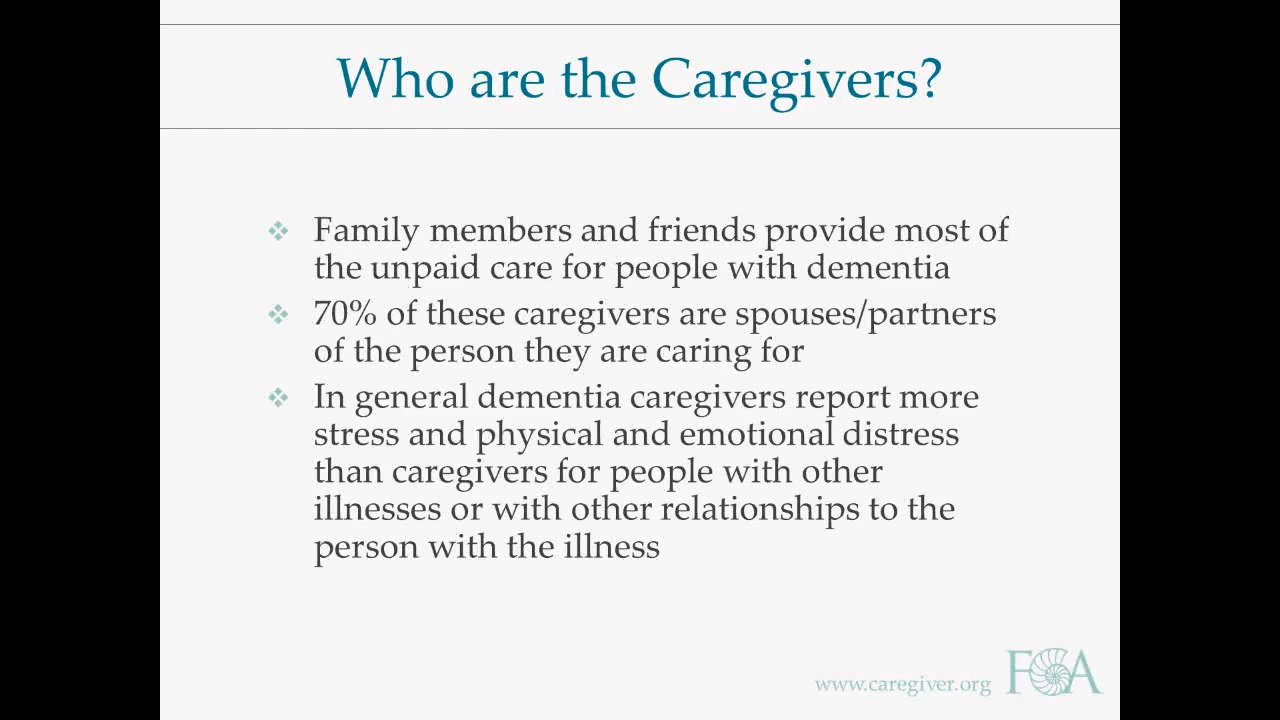 Who are the Caregivers?
Family members and friends provide most of
the unpaid care for people with dementia
70% of these caregivers are spouses/partners
of the person they are caring for
In general dementia caregivers report more
stress and physical and emotional distress
than caregivers for people with other
illnesses or with other relationships to the
person with the illness
www.caregiver.org FCA